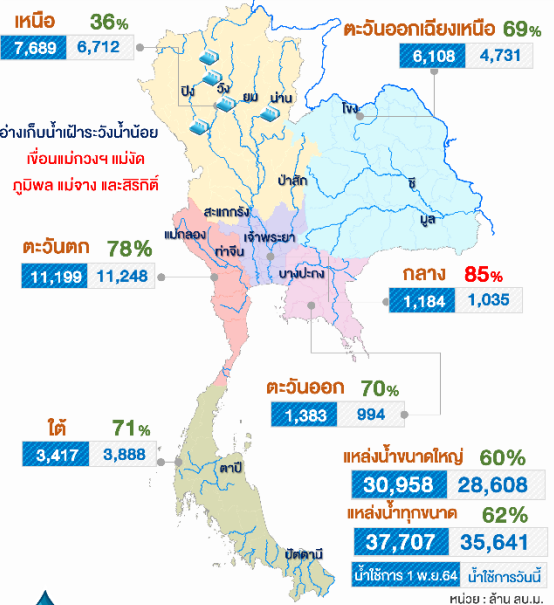 เหนือ 36%
7,689 6,712
ตะวันออกเฉียงเหนือ 69%
6,108 4,731
ปิง วัง ยม น่าน
โขง
อ่างเก็บน้ำเฝ้าระวังน้ำน้อย
เขื่อนแม่กวงฯ แม่งัด
ภูมิพล แม่จาง และสิริกิติ์
ป่าสัก
ชี
มูล
สะแกกรัง
แม่กลอง
เจ้าพระยา
ท่าจีน
บางปะกง
ตะวันตก 78%
11,199 11,248
กลาง 85%
1,184 1,035
ตะวันออก 70%
1,383 994
ใต้ 71%
3,417 3,888
ตาปี
ปัตตานี
แหล่งน้ำขนาดใหญ่ 60%
30,958 28,608
แหล่งน้ำทุกขนาด 62%
37,707 35,641
น้ำใช้การ 1 พ.ย.64 น้ำใช้การวันนี้
หน่วย : ล้าน ลบ.ม.